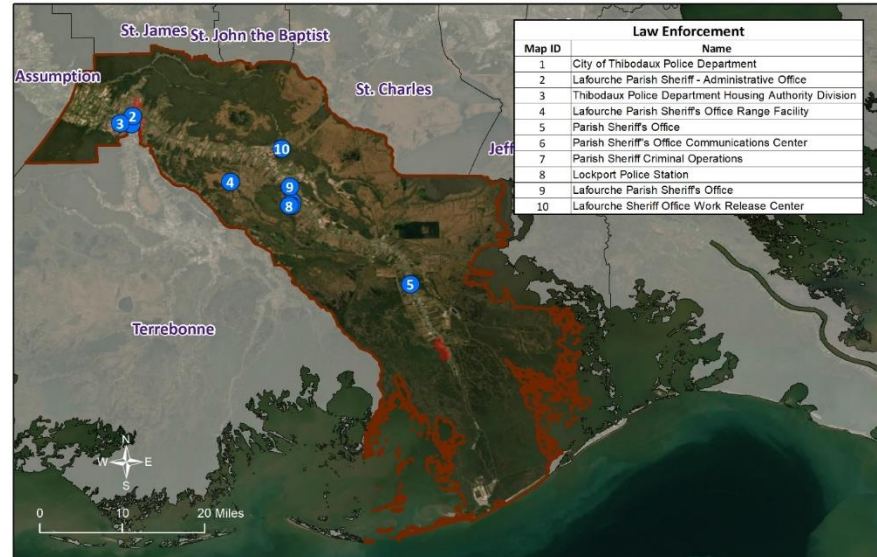 St. James
St. John the Baptist
Assumption
St. Charles
Jeff
Terrebonne
Law Enforcement
Map ID Name
1 City of Thibodaux Police Department
2 Lafourche Parish Sheriff - Administrative Office
3 Thibodaux Police Department Housing Authority Division
4 Lafourche Parish Sheriff's Office Range Facility
5 Parish Sheriff's Office
6 Parish Sheriff's Office Communications Center
7 Parish Sheriff Criminal Operations
8 Lockport Police Station
9 Lafourche Parish Sheriff's Office
10 Lafourche Sheriff Office Work Release Center
2
3
10
4
9
8
5
N
W E
S
0 10 20 Miles